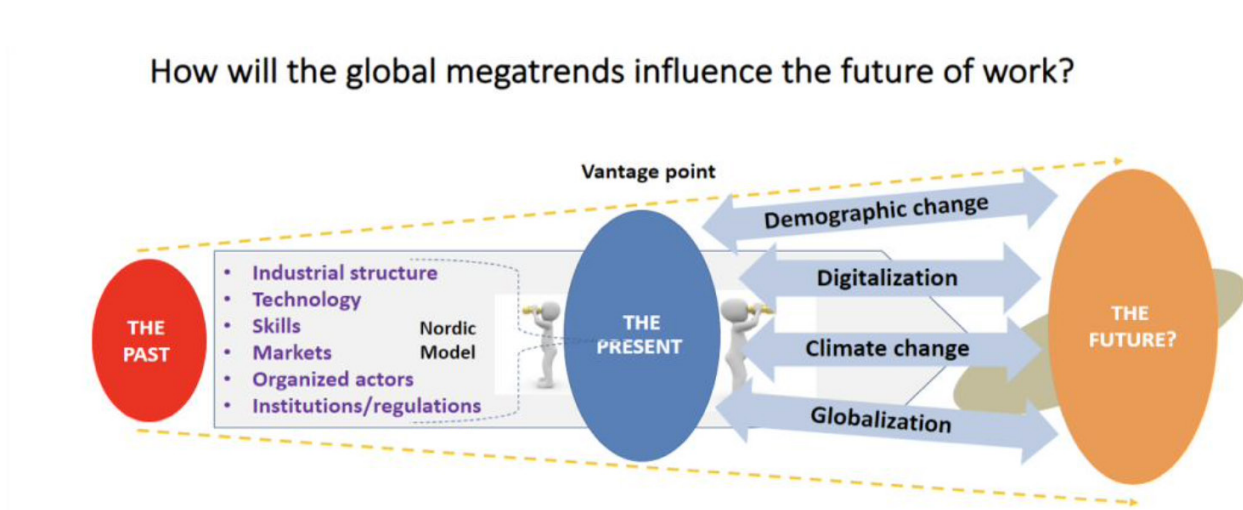 How will the global megatrends influence the future of work?
Vantage point
THE
PAST
• Industrial structure
• Technology
• Skills
• Markets
• Organized actors
• Institutions/regulations
Nordic
Model
THE
PRESENT
Demographic change
Digitalization
Climate change
Globalization
THE
FUTURE?